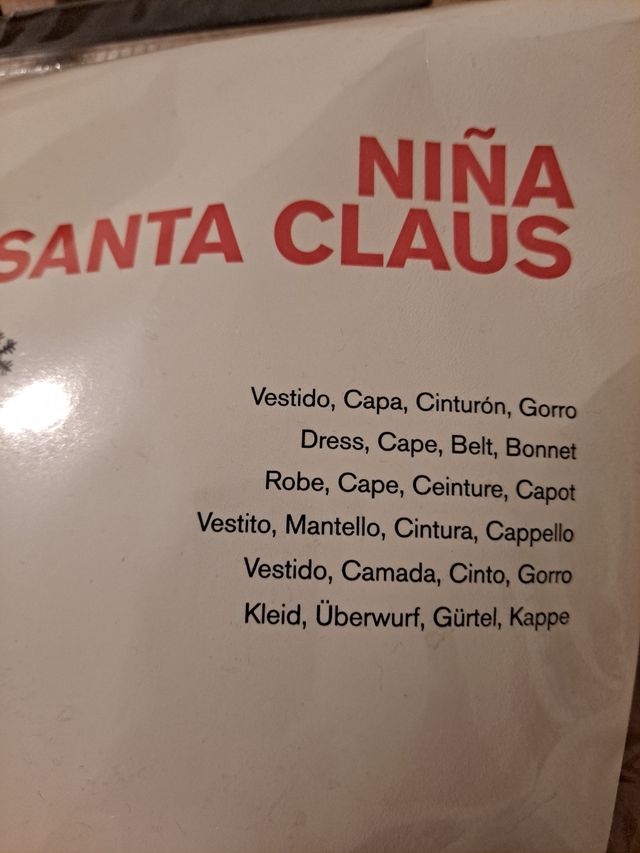 NIÑA
SANTA CLAUS
Vestido, Capa, Cinturón, Gorro
Dress, Cape, Belt, Bonnet
Robe, Cape, Ceinture, Capot
Vestito, Mantello, Cintura, Cappello
Vestido, Camada, Cinto, Gorro
Kleid, Überwurf, Gürtel, Kappe